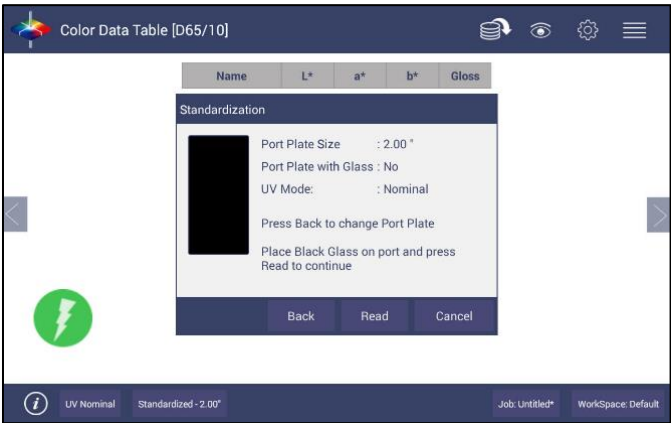 Color Data Table [D65/10]
Name L* a* b* Gloss
Standardization
Port Plate Size : 2.00 "
Port Plate with Glass : No
UV Mode: : Nominal
Press Back to change Port Plate
Place Black Glass on port and press
Read to continue
Back Read Cancel
i UV Nominal Standardized - 2.00" Job: Untitled* WorkSpace: Default